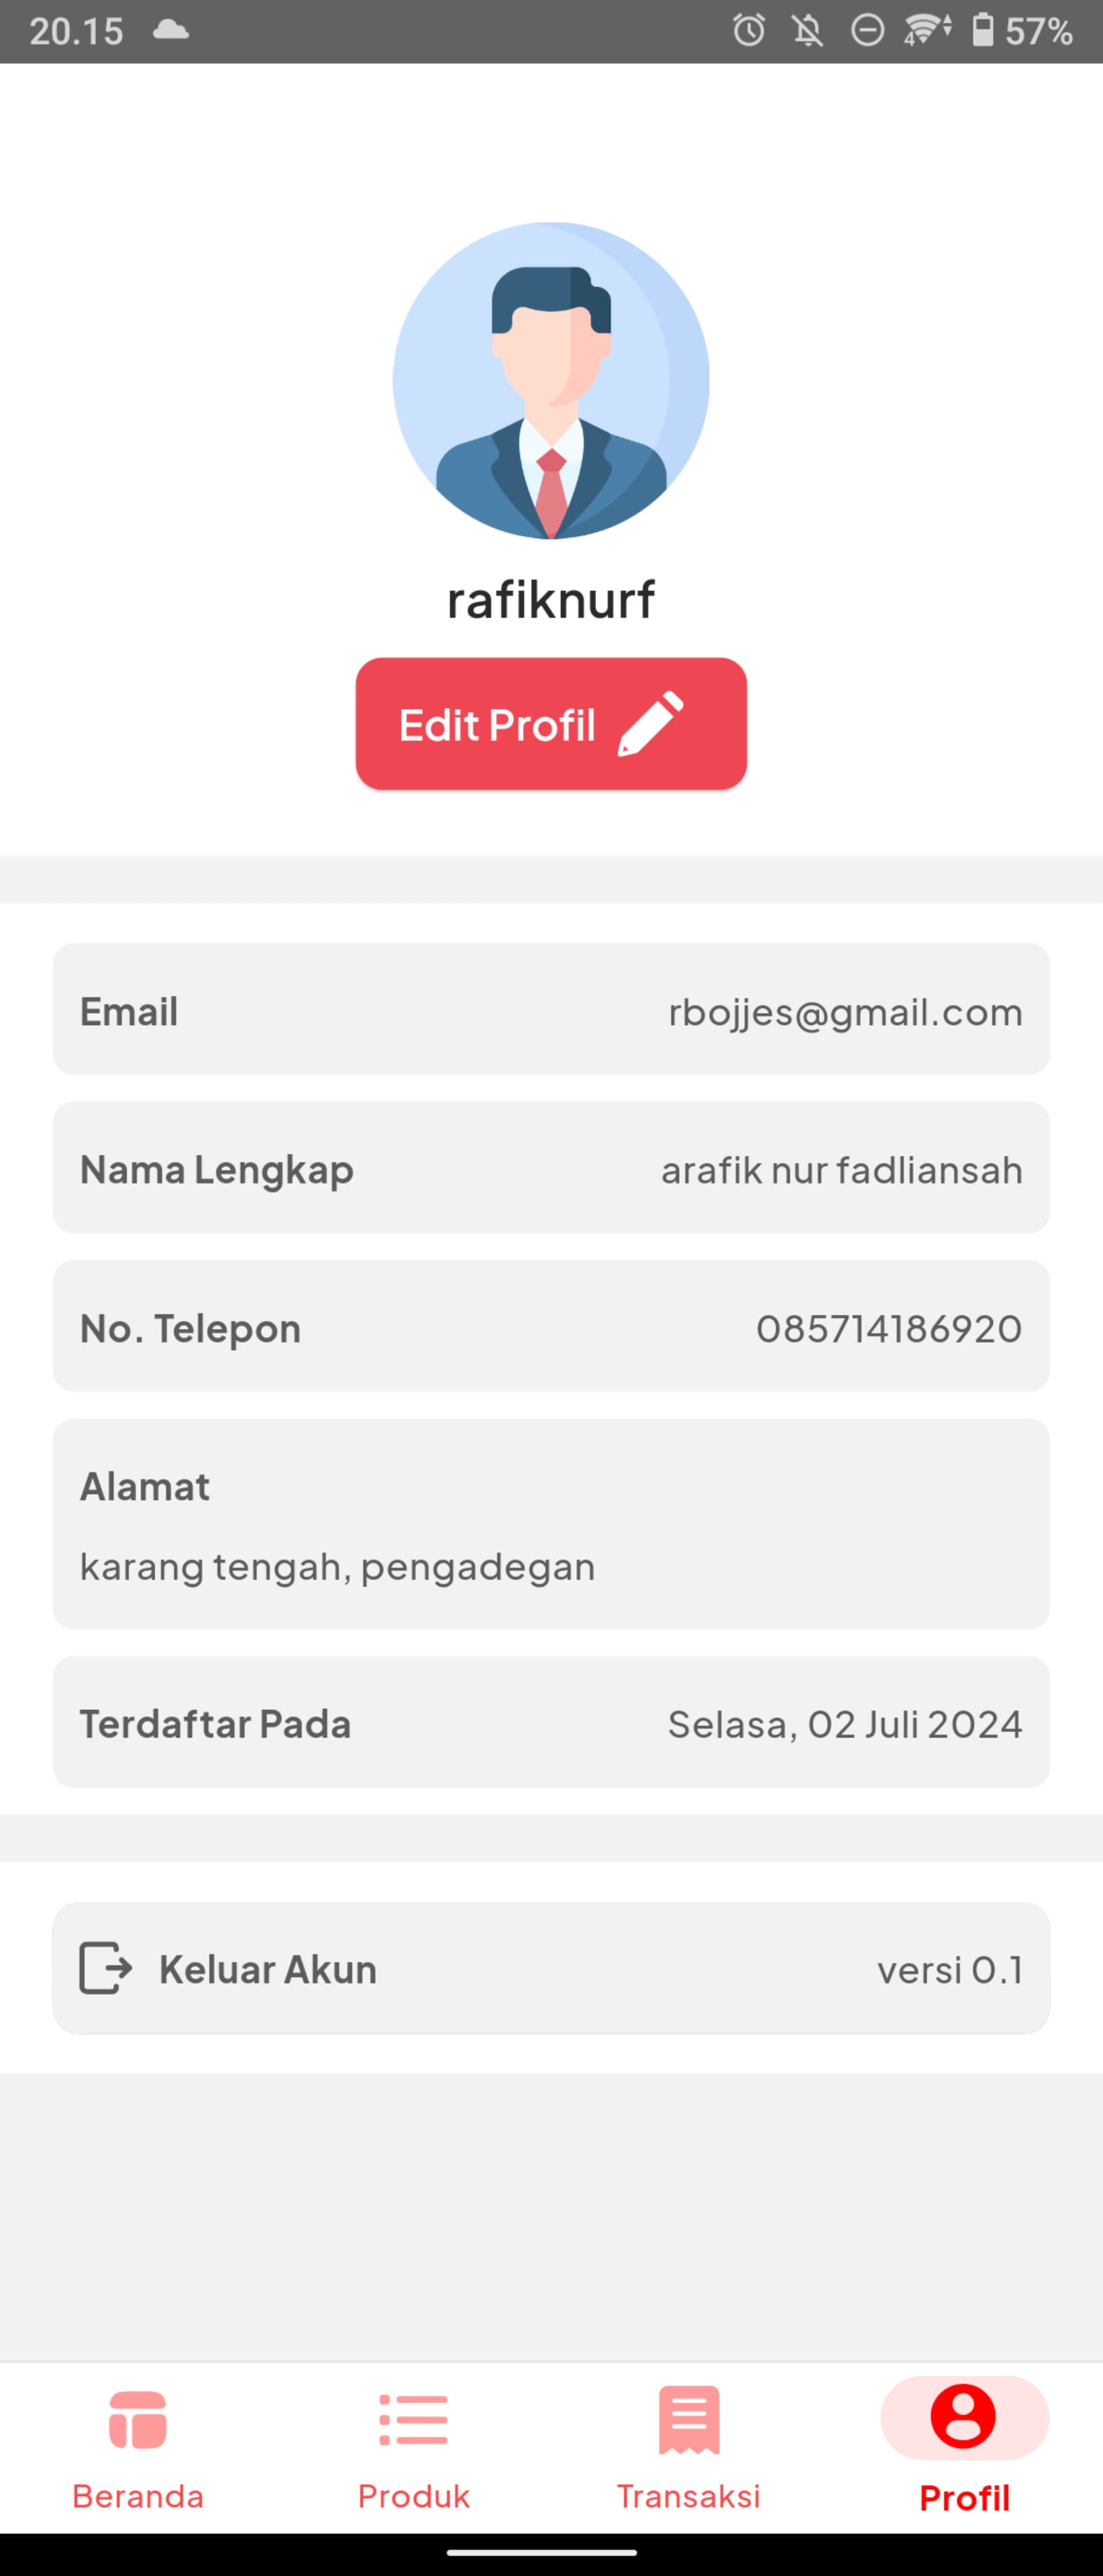 20.15
4
57%
rafiknurf
Edit Profil
Email rbojjes@gmail.com
Nama Lengkap arafik nur fadliansah
No. Telepon 085714186920
Alamat
karang tengah, pengadegan
Terdaftar Pada Selasa, 02 Juli 2024
Keluar Akun versi 0.1
Beranda Produk Transaksi Profil